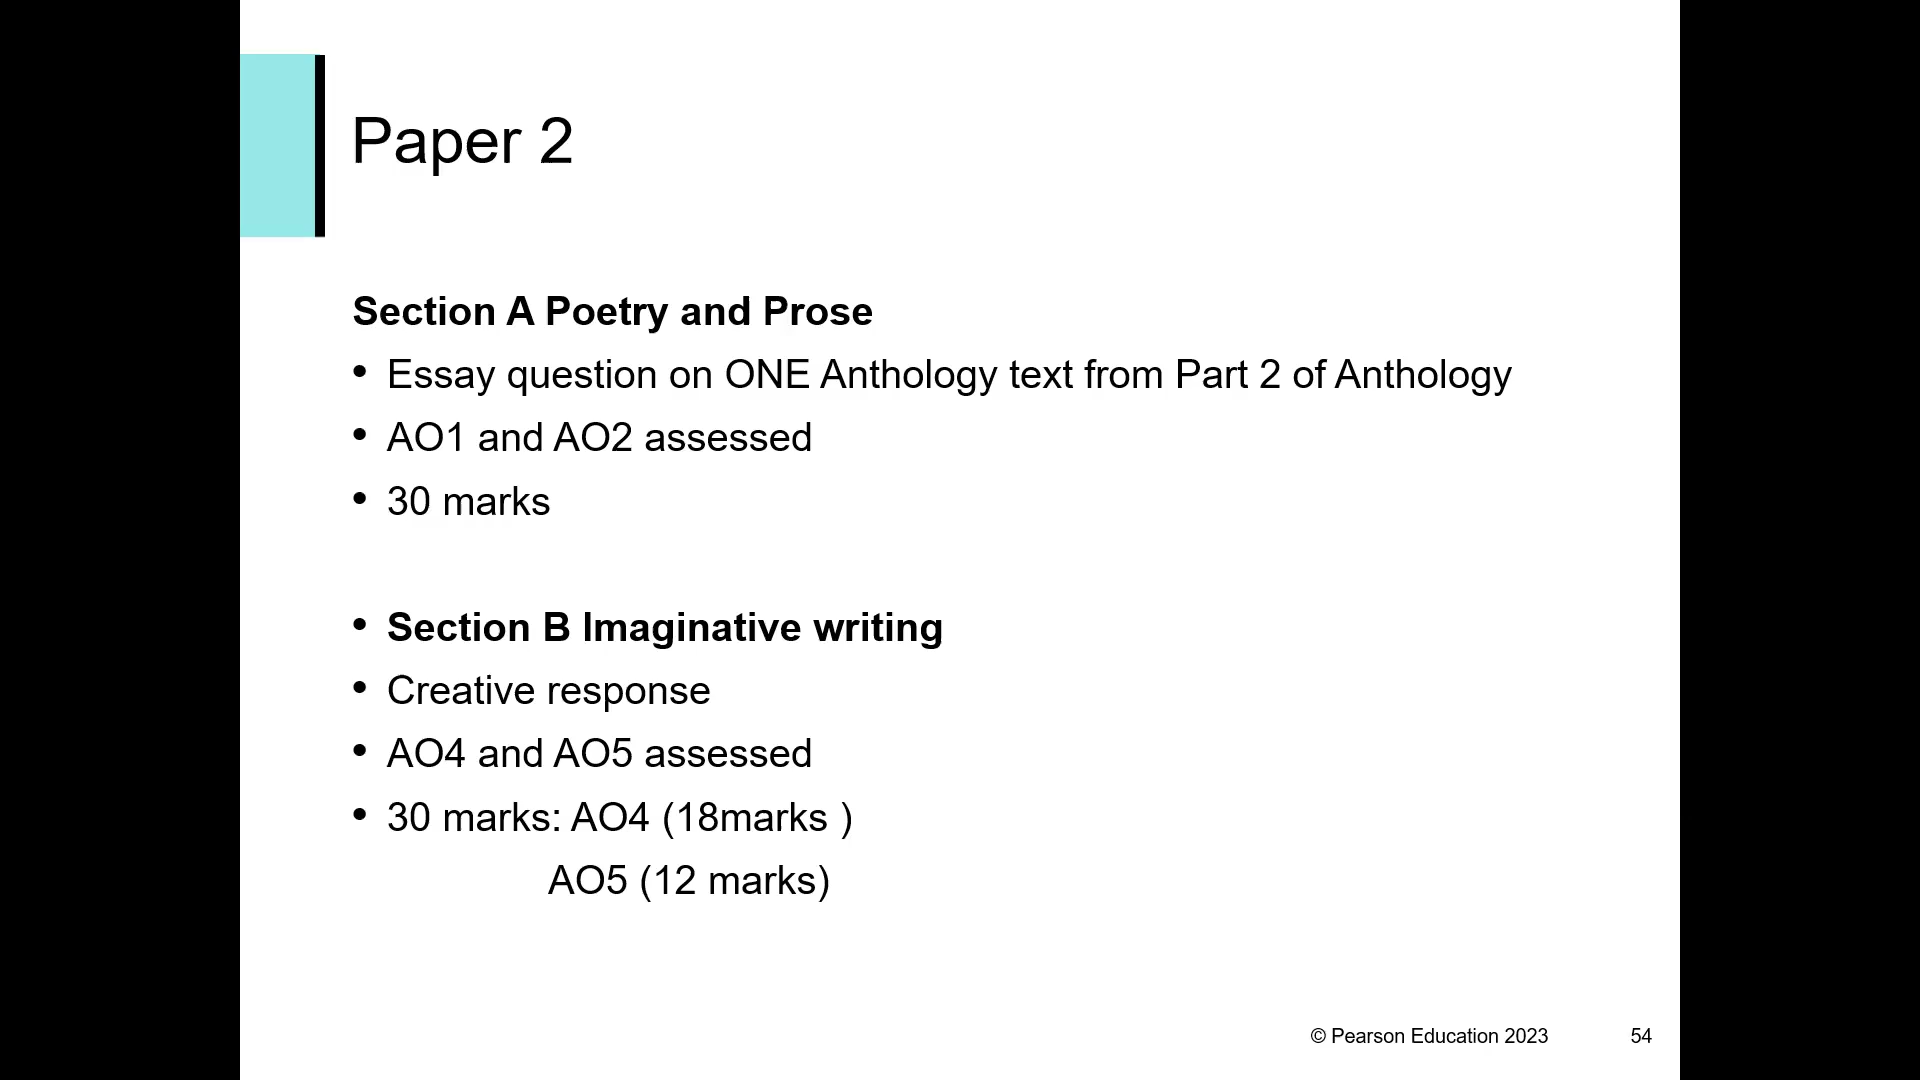 Paper 2
Section A Poetry and Prose
• Essay question on ONE Anthology text from Part 2 of Anthology
• AO1 and AO2 assessed
• 30 marks
• Section B Imaginative writing
• Creative response
• AO4 and AO5 assessed
• 30 marks: AO4 (18marks )
AO5 (12 marks)
© Pearson Education 2023 54